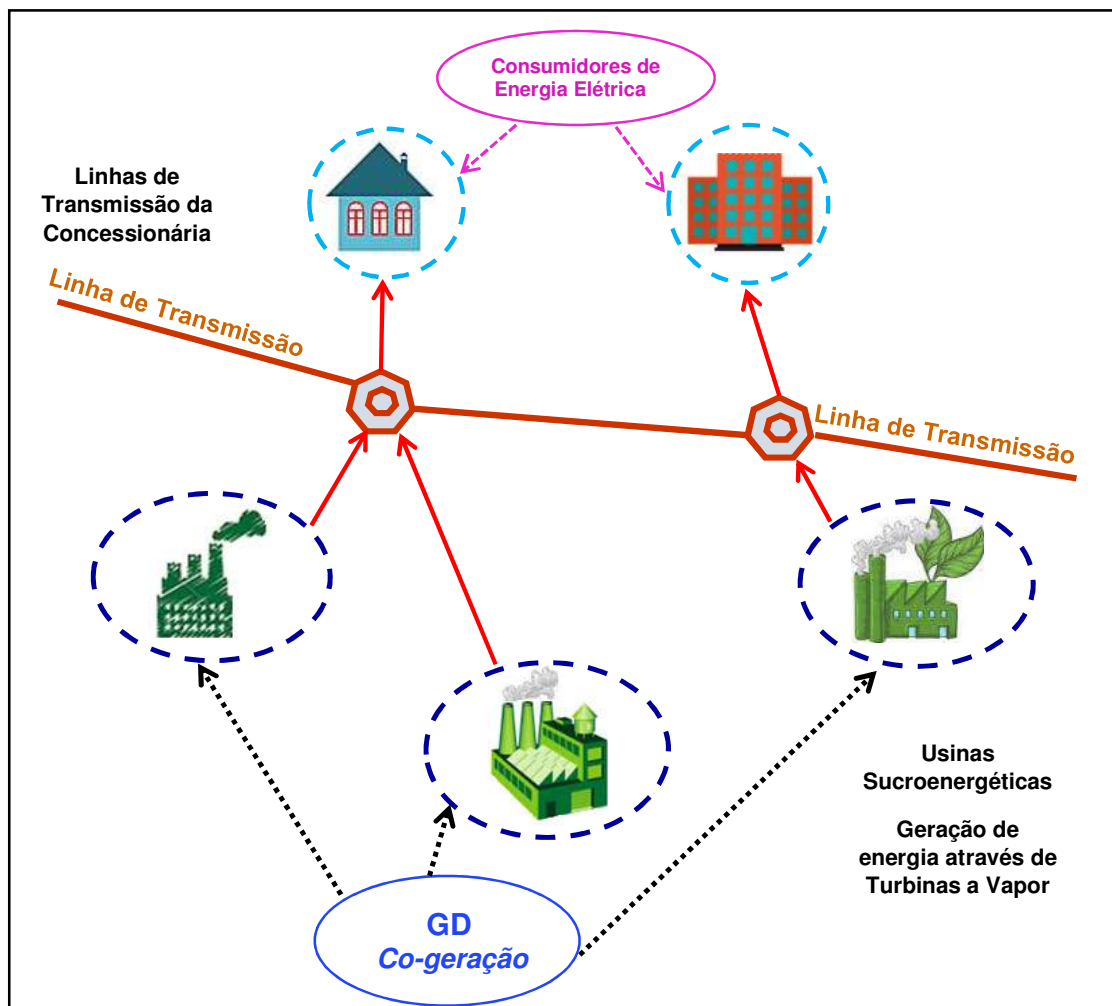 Consumidores de
Energia Elétrica
Linhas de
Transmissão da
Concessionária
Linha de Transmissão
Linha de Transmissão
Usinas
Sucroenergéticas
Geração de
energia através de
Turbinas a Vapor
GD
Co-geração